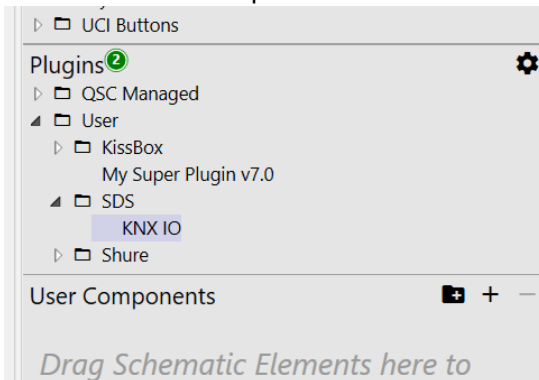 UCI Buttons
Plugins 2
QSC Managed
User
KissBox
My Super Plugin v7.0
SDS
KNX IO
Shure
User Components
Drag Schematic Elements here to